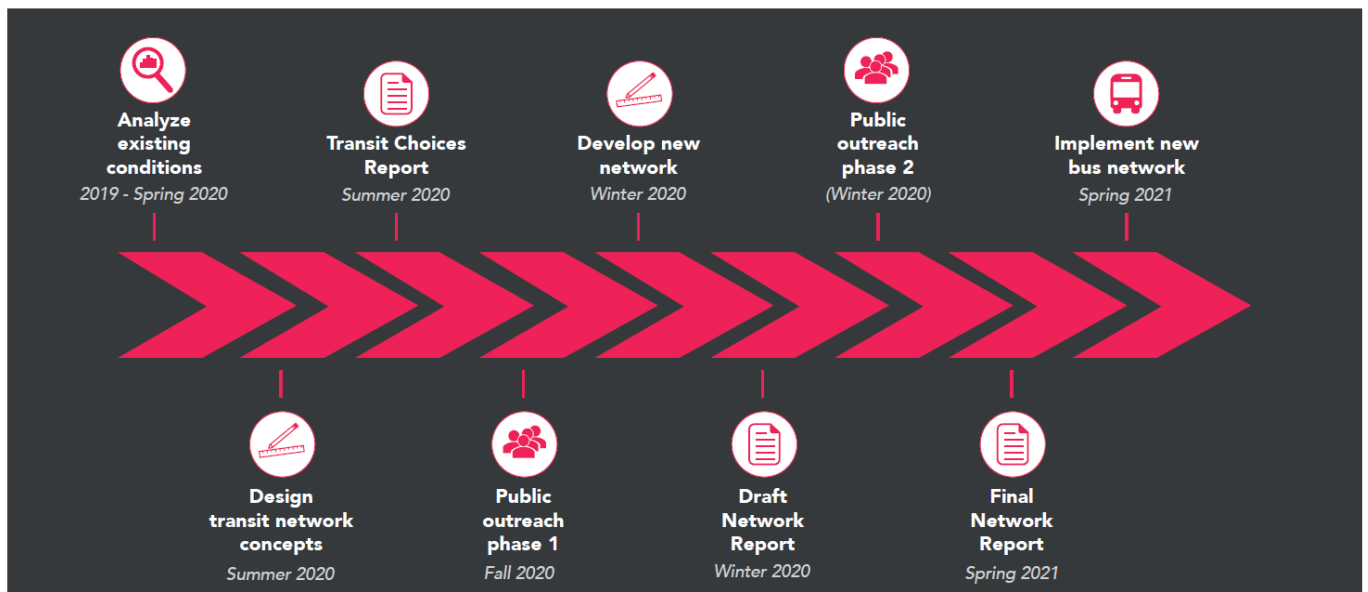 Analyze
existing
conditions
2019 - Spring 2020
Transit Choices
Report
Summer 2020
Develop new
network
Winter 2020
Public
outreach
phase 2
(Winter 2020)
Implement new
bus network
Spring 2021
Design
transit network
concepts
Summer 2020
Public
outreach
phase 1
Fall 2020
Draft
Network
Report
Winter 2020
Final
Network
Report
Spring 2021